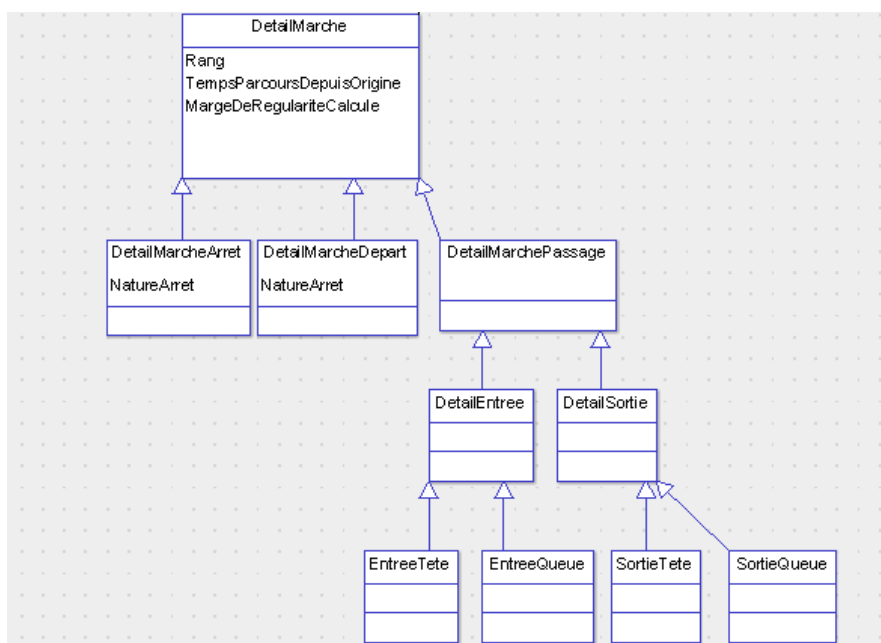 DetailMarche
Rang
TempsParcoursDepuisOrigine
MargeDeRegulariteCalcule
DetailMarcheArret
NatureArret
DetailMarcheDepart
NatureArret
DetailMarchePassage
DetailEntree
DetailSortie
EntreeTete
EntreeQueue
SortieTete
SortieQueue